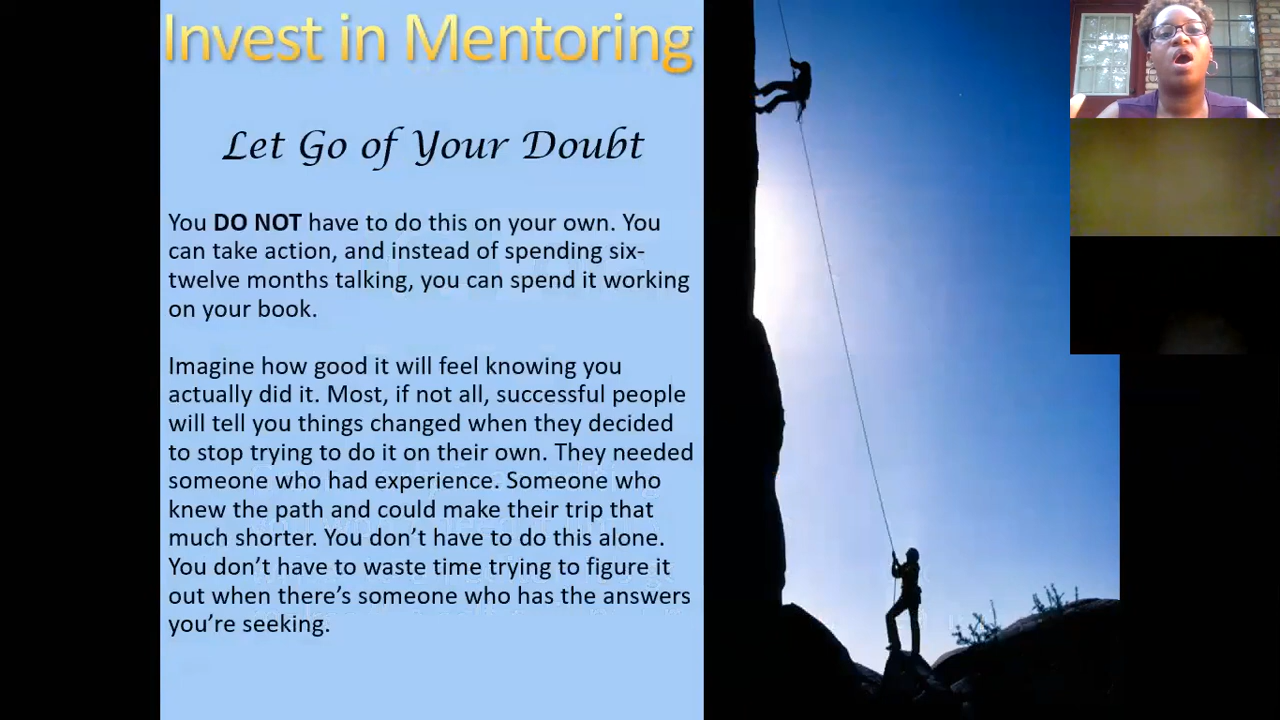 Invest in Mentoring
Let Go of Your Doubt
You DO NOT have to do this on your own. You
can take action, and instead of spending six-
twelve months talking, you can spend it working
on your book.
Imagine how good it will feel knowing you
actually did it. Most, if not all, successful people
will tell you things changed when they decided
to stop trying to do it on their own. They needed
someone who had experience. Someone who
knew the path and could make their trip that
much shorter. You don’t have to do this alone.
You don’t have to waste time trying to figure it
out when there’s someone who has the answers
you’re seeking.